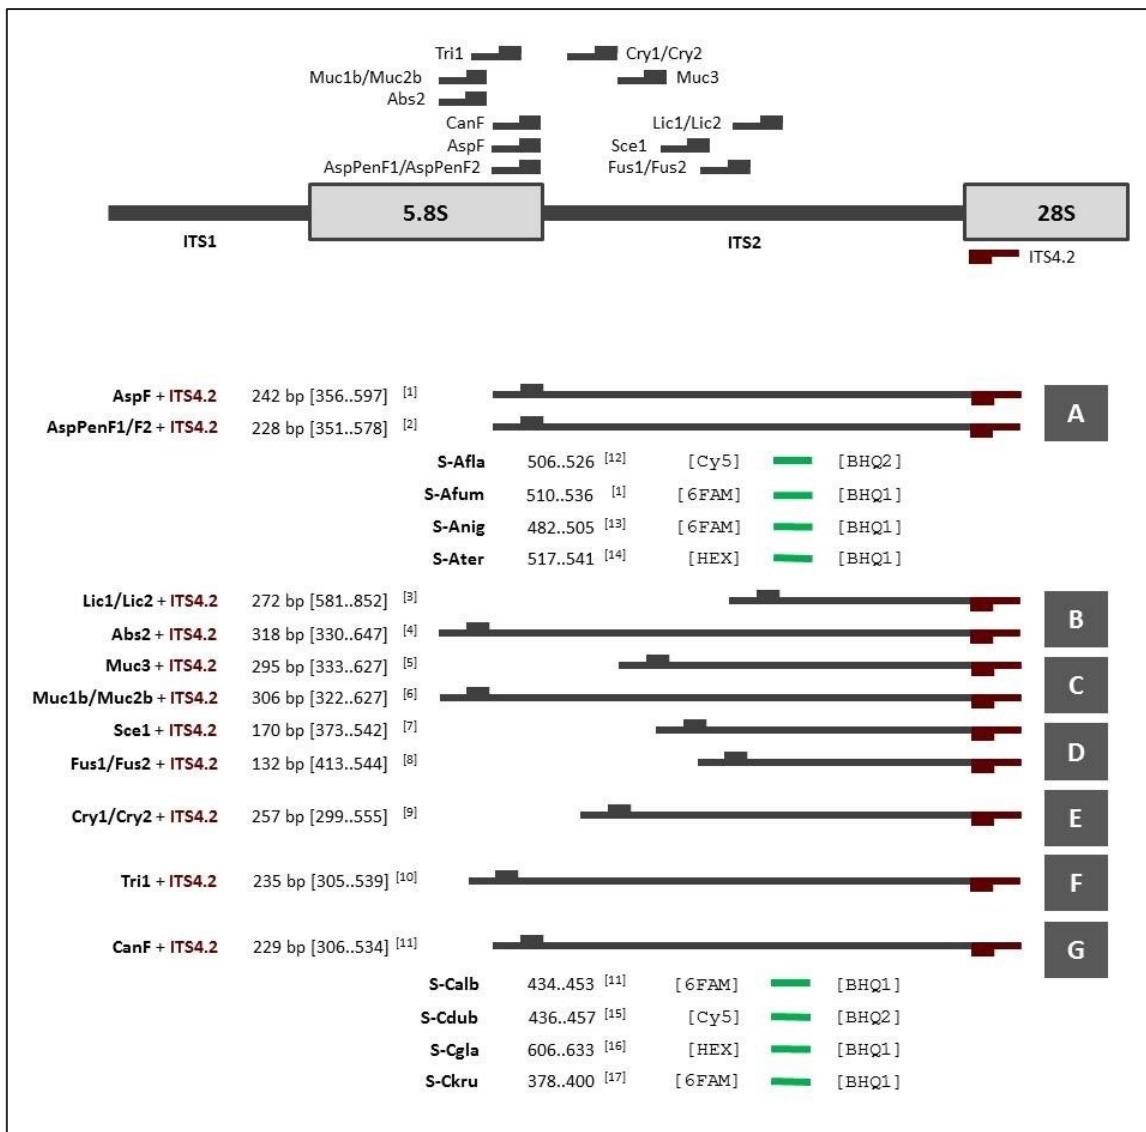 Tri1 Cry1/Cry2
Muc1b/Muc2b Muc3
Abs2
CanF Lic1/Lic2
AspF Sce1
AspPenF1/AspPenF2 Fus1/Fus2
5.8S 28S
ITS1 ITS2
ITS4.2
AspF + ITS4.2 242 bp [356..597] [1]
A
AspPenF1/F2 + ITS4.2 228 bp [351..578] [2]
S-Afla 506..526 [12] [Cy5] [BHQ2]
S-Afum 510..536 [1] [6FAM] [BHQ1]
S-Anig 482..505 [13] [6FAM] [BHQ1]
S-Ater 517..541 [14] [HEX] [BHQ1]
Lic1/Lic2 + ITS4.2 272 bp [581..852] [3]
B
Abs2 + ITS4.2 318 bp [330..647] [4]
Muc3 + ITS4.2 295 bp [333..627] [5]
C
Muc1b/Muc2b + ITS4.2 306 bp [322..627] [6]
Sce1 + ITS4.2 170 bp [373..542] [7]
D
Fus1/Fus2 + ITS4.2 132 bp [413..544] [8]
Cry1/Cry2 + ITS4.2 257 bp [299..555] [9] E
Tri1 + ITS4.2 235 bp [305..539] [10] F
CanF + ITS4.2 229 bp [306..534] [11] G
S-Calb 434..453 [11] [6FAM] [BHQ1]
S-Cdub 436..457 [15] [Cy5] [BHQ2]
S-Cgla 606..633 [16] [HEX] [BHQ1]
S-Ckru 378..400 [17] [6FAM] [BHQ1]